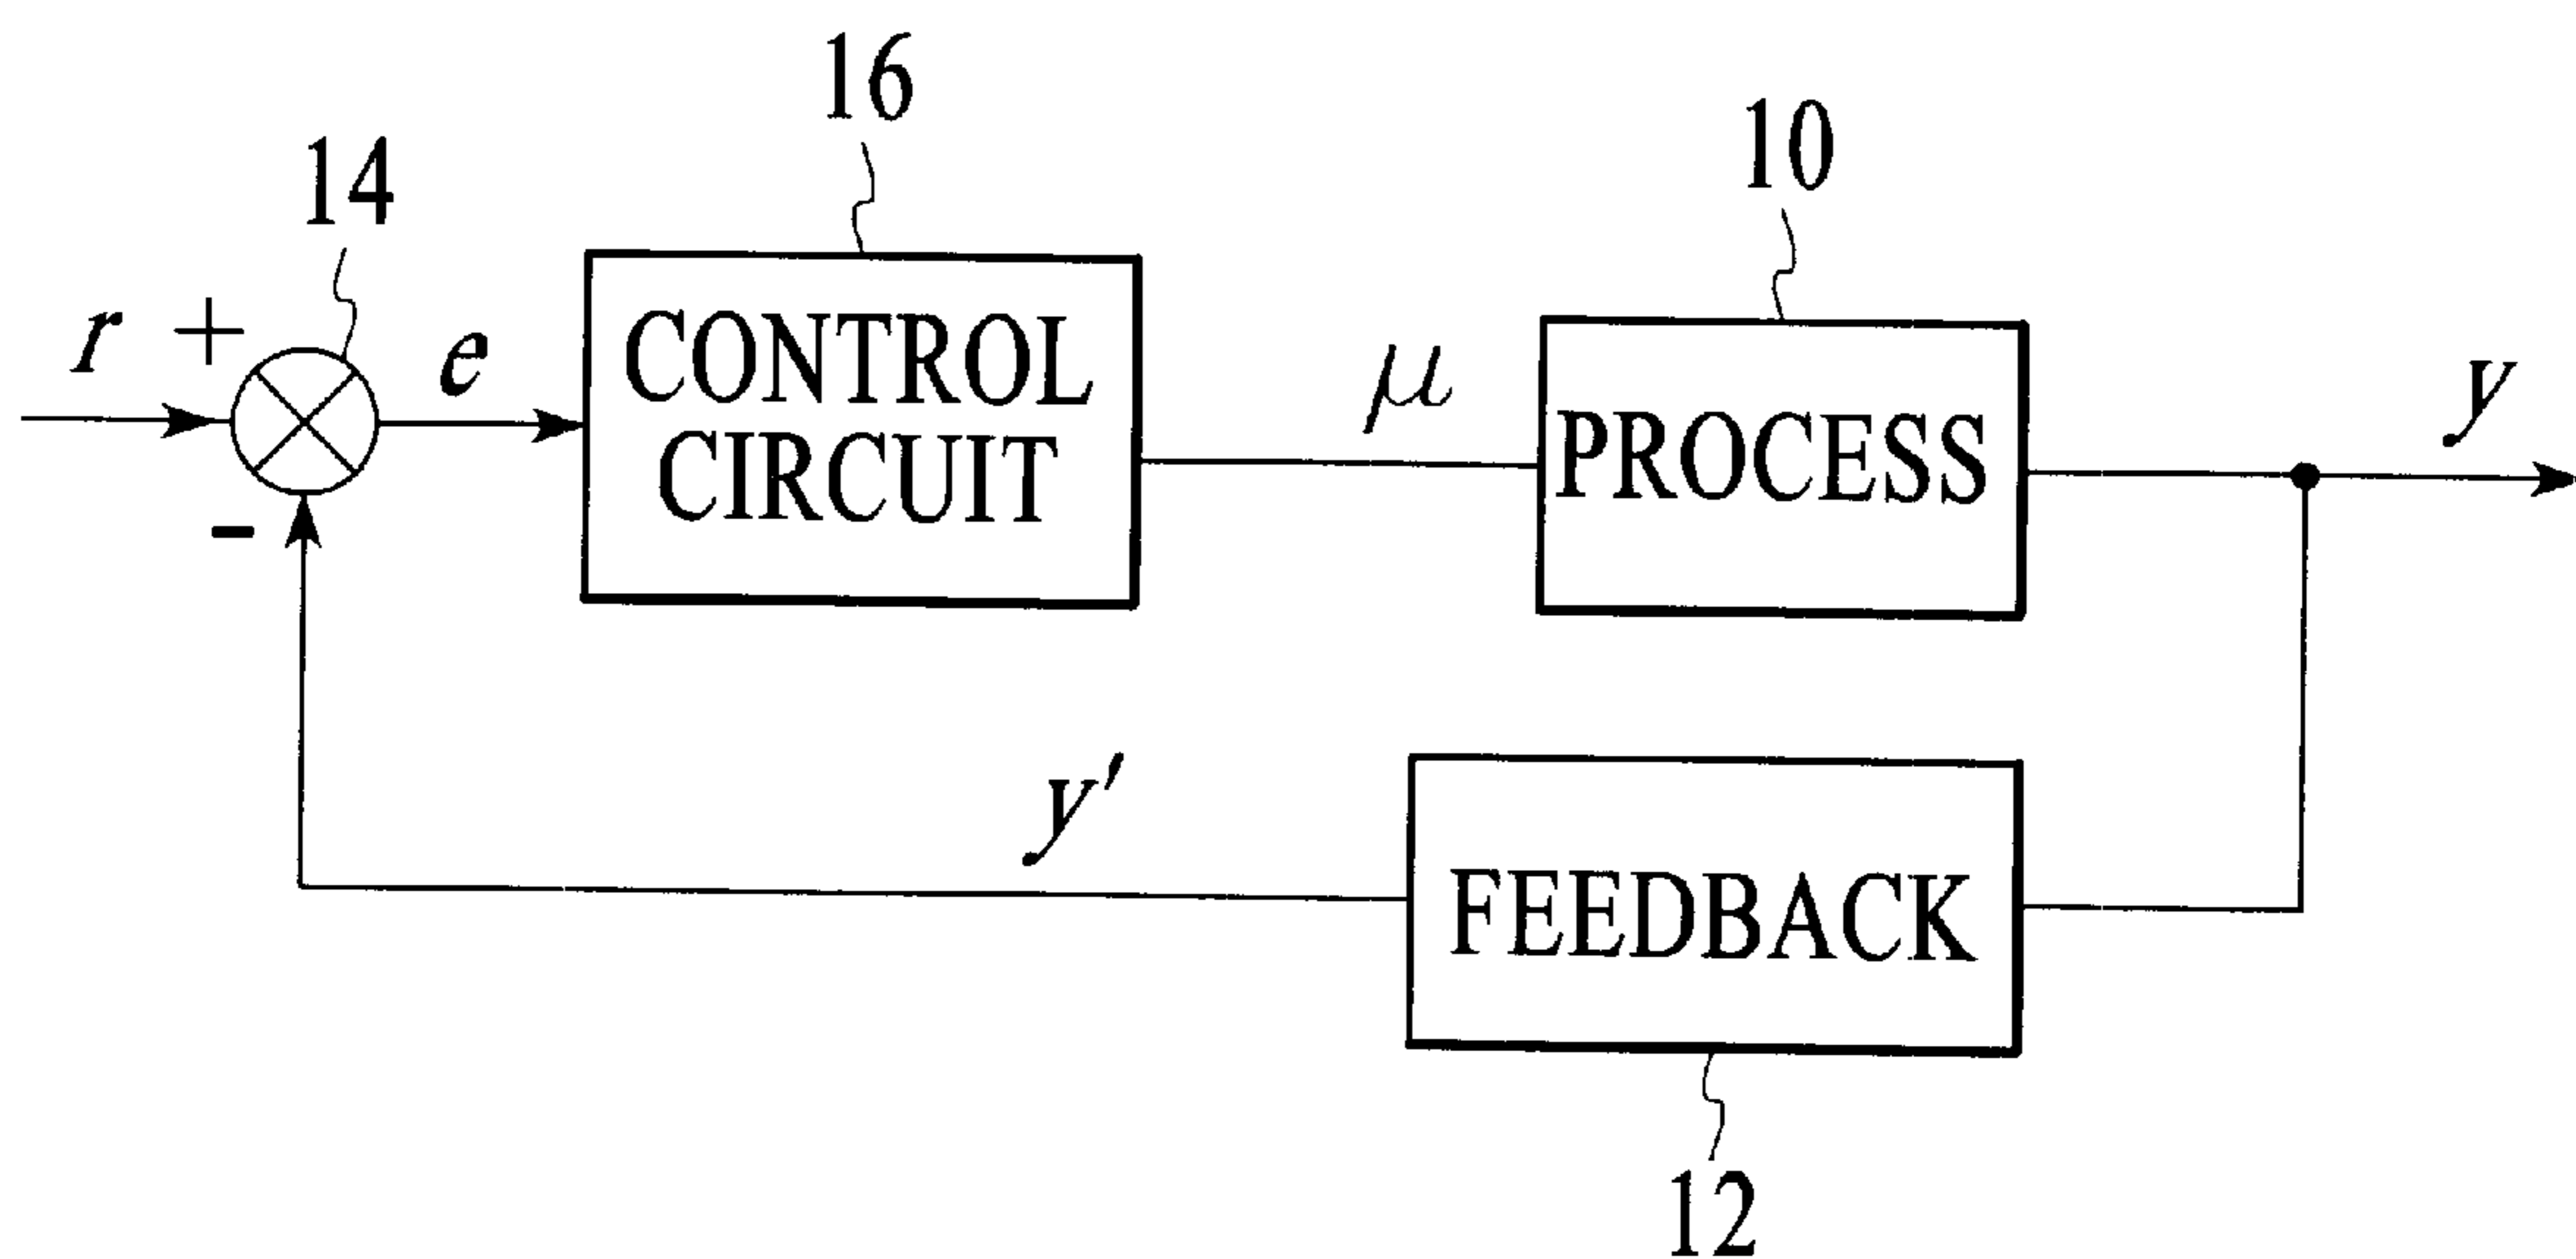 16
10
14
r
+
e
CONTROL
CIRCUIT
μ
PROCESS
y
-
y'
FEEDBACK
12